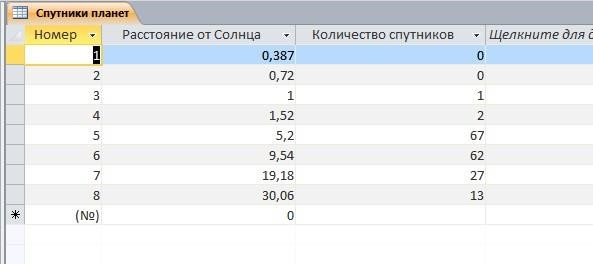 Спутники планет
Номер Расстояние от Солнца Количество спутников Щелкните для д
1 0,387 0
2 0,72 0
3 1 1
4 1,52 2
5 5,2 67
6 9,54 62
7 19,18 27
8 30,06 13
(№) 0